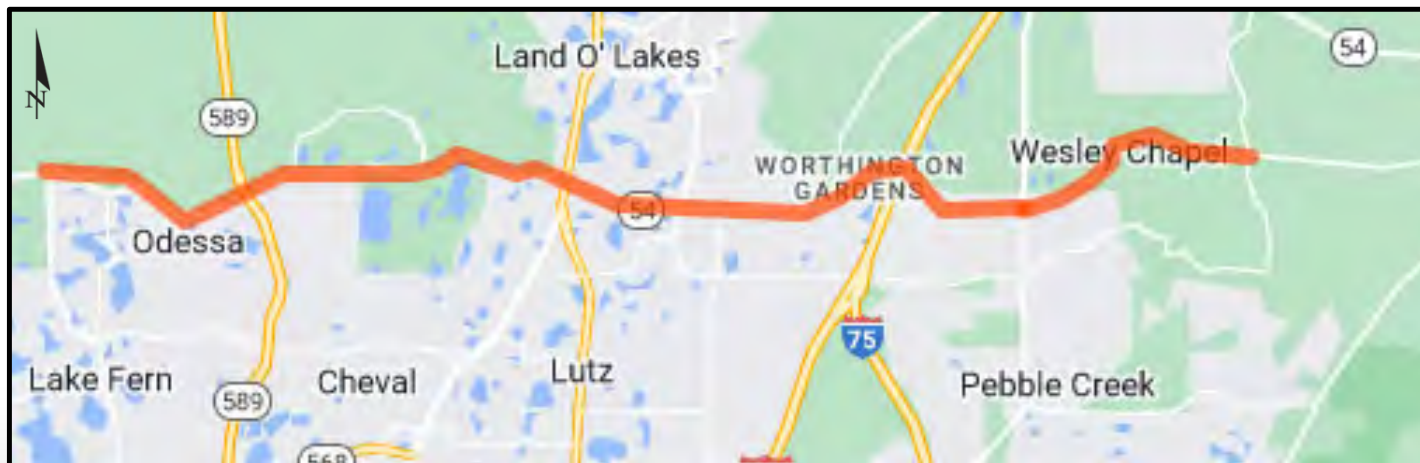 54
Land O' Lakes
N
589
Wesley Chapel
WORTHINGTON
GARDENS
54
Odessa
75
Lake Fern
Cheval
Lutz
Pebble Creek
589
568